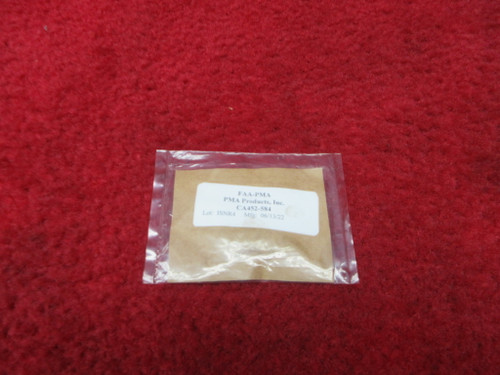 FAA-PMA
PMA Products, Inc.
CA452-584
Lot: Mfg.